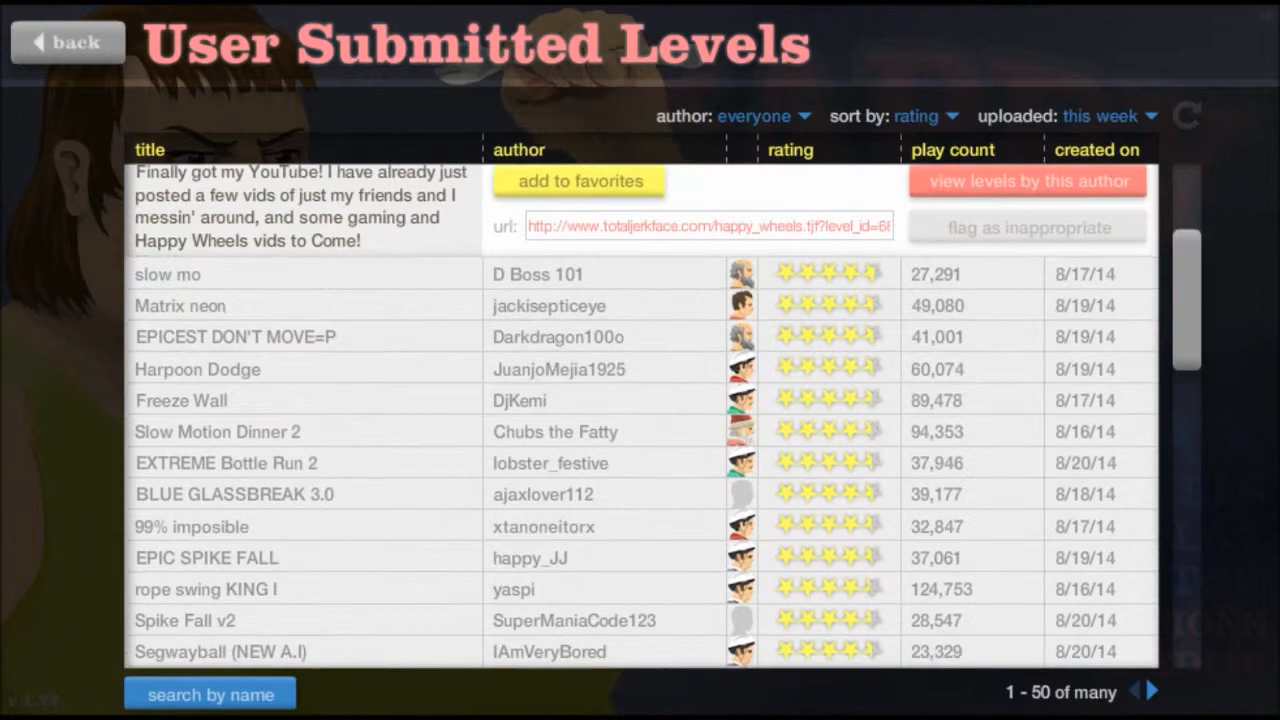 back
User Submitted Levels
author: everyone sort by: rating uploaded: this week
title author rating play count created on
Finally got my YouTube! I have already just
posted a few vids of just my friends and I
messin' around, and some gaming and
Happy Wheels vids to Come!
add to favorites view levels by this author
url: http://www.totaljerkface.com/happy_wheels.tjf?level_id=6 flag as inappropriate
slow mo D Boss 101 27,291 8/17/14
Matrix neon jackisepticeye 49,080 8/19/14
EPICEST DON'T MOVE=P Darkdragon100o 41,001 8/19/14
Harpoon Dodge JuanjoMejia1925 60,074 8/19/14
Freeze Wall DjKemi 89,478 8/17/14
Slow Motion Dinner 2 Chubs the Fatty 94,353 8/16/14
EXTREME Bottle Run 2 lobster_festive 37,946 8/20/14
BLUE GLASSBREAK 3.0 ajaxlover112 39,177 8/18/14
99% imposible xtanoneitorx 32,847 8/17/14
EPIC SPIKE FALL happy_JJ 37,061 8/19/14
rope swing KING I yaspi 124,753 8/16/14
Spike Fall v2 SuperManiaCode123 28,547 8/20/14
Segwayball (NEW A.I) IAmVeryBored 23,329 8/20/14
search by name 1 - 50 of many